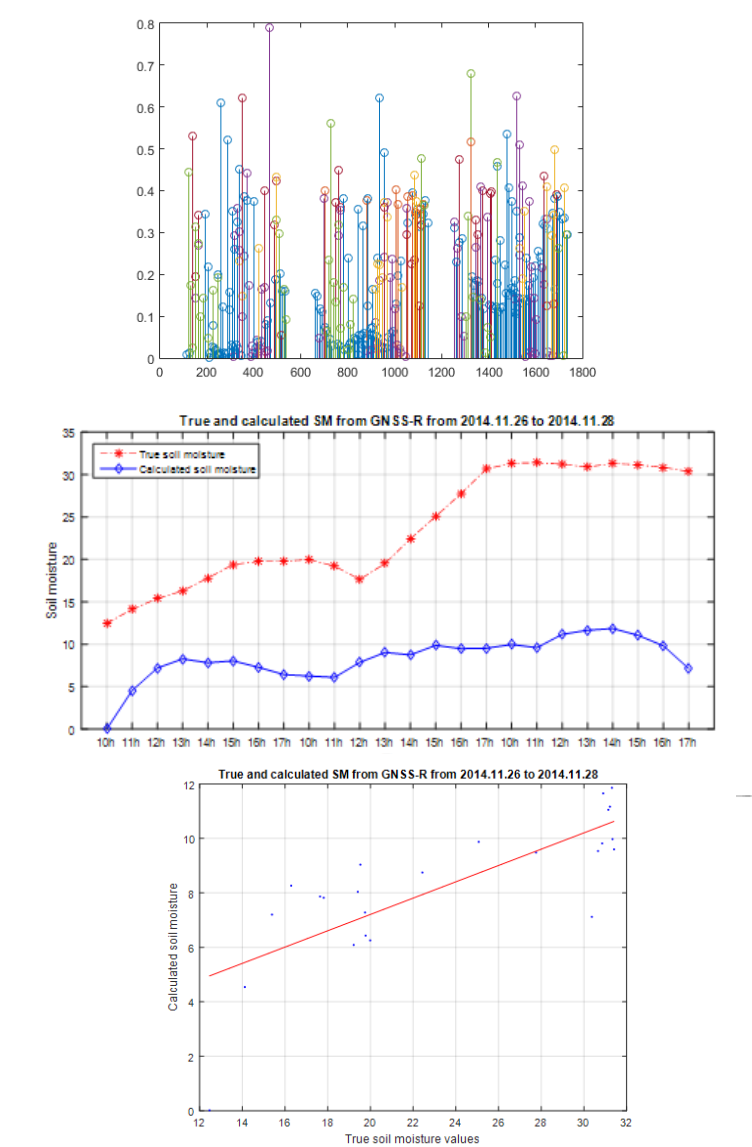 0.8
0.7
0.6
0.5
0.4
0.3
0.2
0.1
0
0 200 400 600 800 1000 1200 1400 1600 1800
True and calculated SM from GNSS-R from 2014.11.26 to 2014.11.28
35
30
25
20
15
10
5
0
Soil moisture
True soil moisture
Calculated soil moisture
10h 11h 12h 13h 14h 15h 16h 17h 10h 11h 12h 13h 14h 15h 16h 17h 10h 11h 12h 13h 14h 15h 16h 17h
True and calculated SM from GNSS-R from 2014.11.26 to 2014.11.28
12
10
8
6
4
2
0
Calculated soil moisture
12 14 16 18 20 22 24 26 28 30 32
True soil moisture values